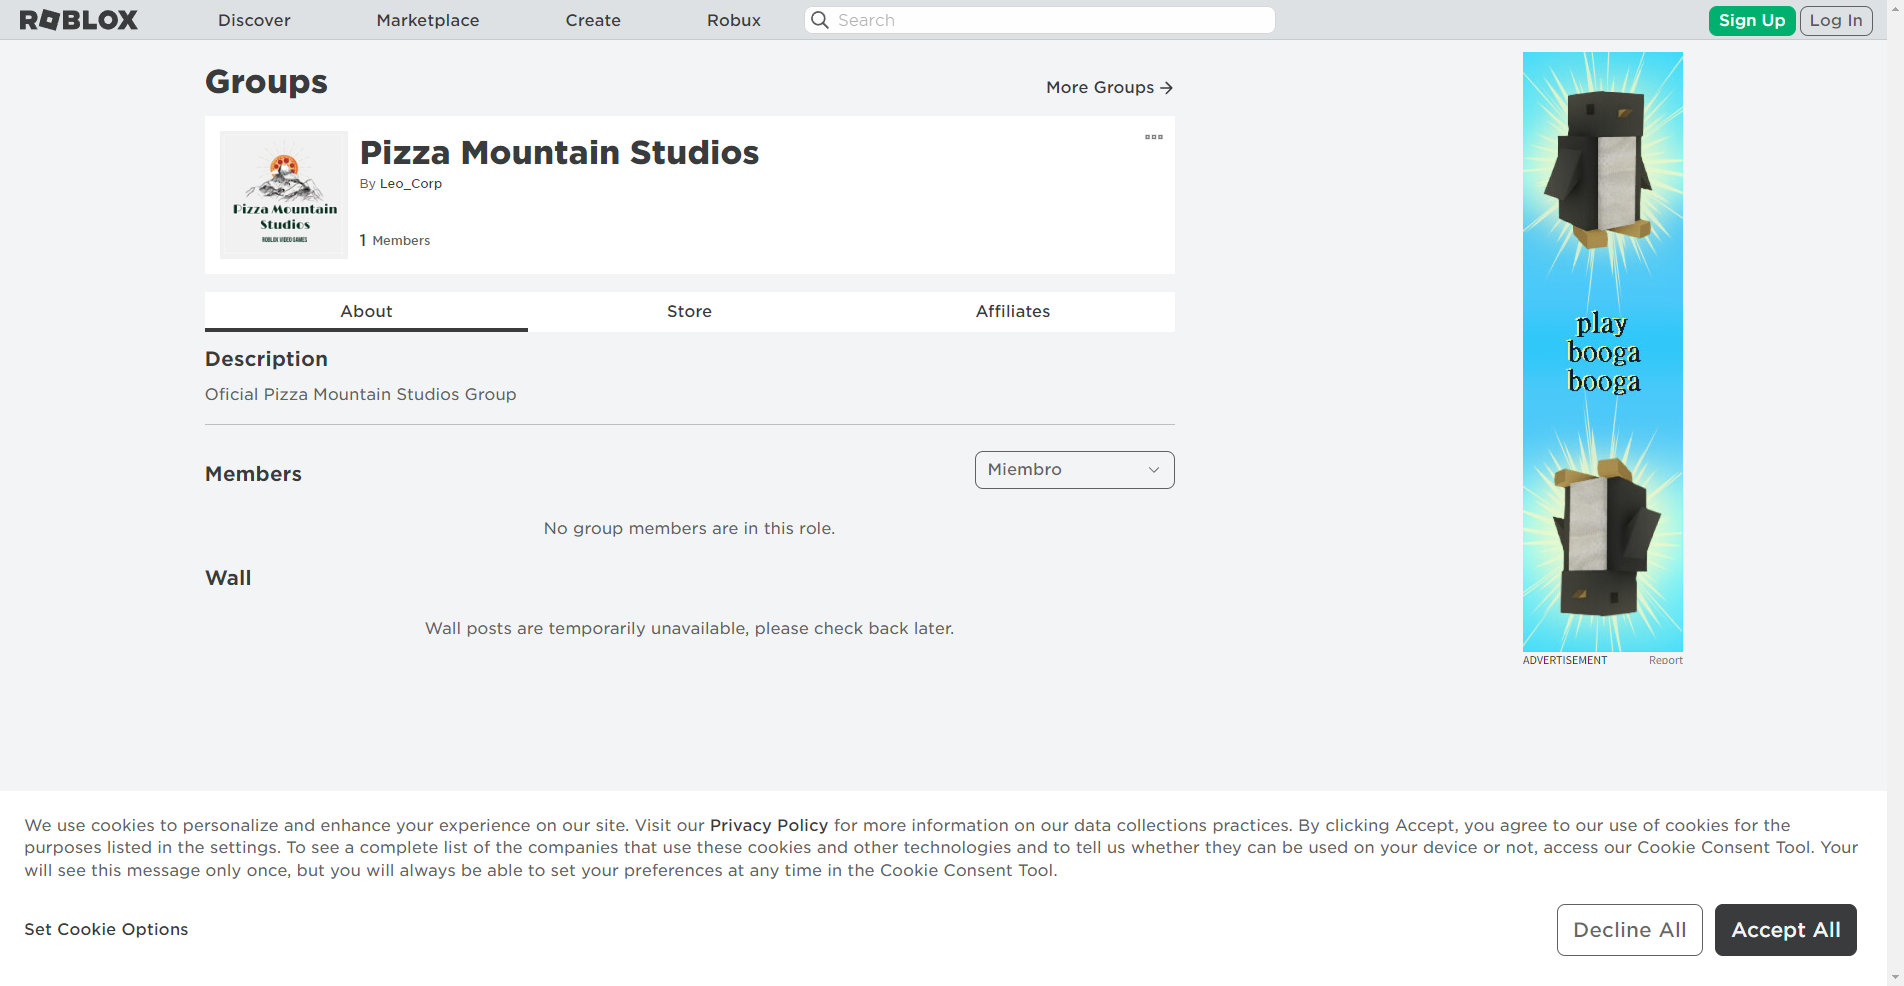 ROBLOX
Discover
Marketplace
Create
Robux
Search
Sign Up
Log In
Groups
More Groups
Pizza Mountain
Studios
ROBLOX VIDEO GAMES
Pizza Mountain Studios
By Leo_Corp
1 Members
About
Store
Affiliates
Description
Oficial Pizza Mountain Studios Group
Members
Miembro
No group members are in this role.
Wall
Wall posts are temporarily unavailable, please check back later.
play
booga
booga
ADVERTISEMENT
Report
We use cookies to personalize and enhance your experience on our site. Visit our Privacy Policy for more information on our data collections practices. By clicking Accept, you agree to our use of cookies for the
purposes listed in the settings. To see a complete list of the companies that use these cookies and other technologies and to tell us whether they can be used on your device or not, access our Cookie Consent Tool. Your
will see this message only once, but you will always be able to set your preferences at any time in the Cookie Consent Tool.
Set Cookie Options
Decline All
Accept All